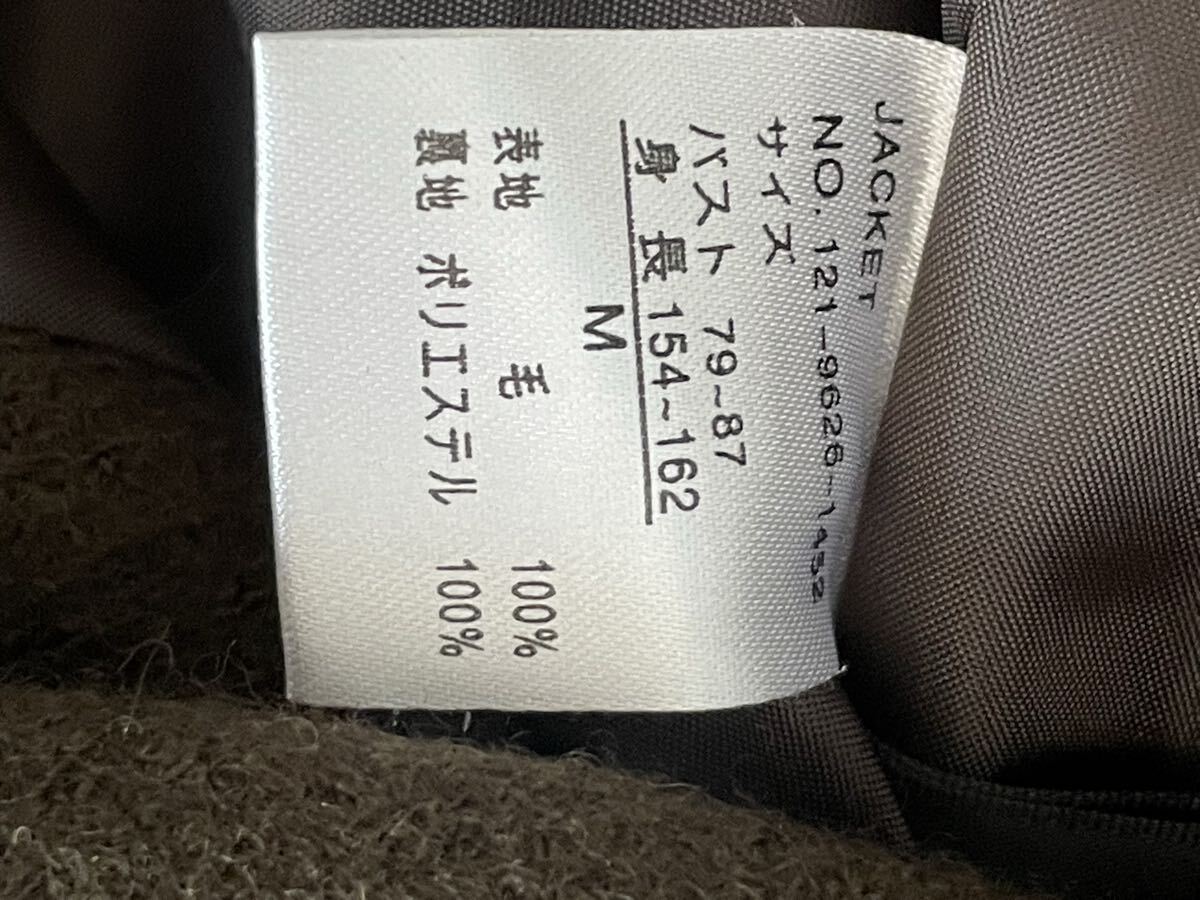 JACKET
NO.121-9626-1452
サイズ
バスト 79~87
身 長 154~162
M
表地 毛 100%
裏地 ポリエステル 100%